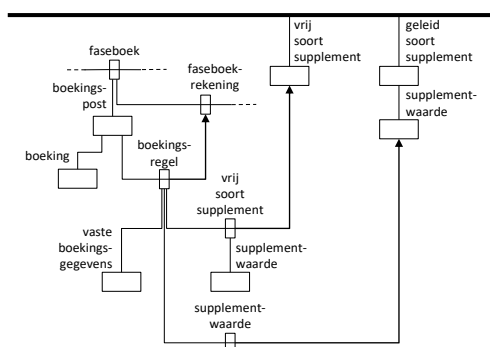 vrij
soort
supplement
geleid
soort
supplement
faseboek
faseboek-
rekening
boekings-
post
supplement-
waarde
boeking
boekings-
regel
vrij
soort
supplement
vaste
boekings-
gegevens
supplement-
waarde
supplement-
waarde